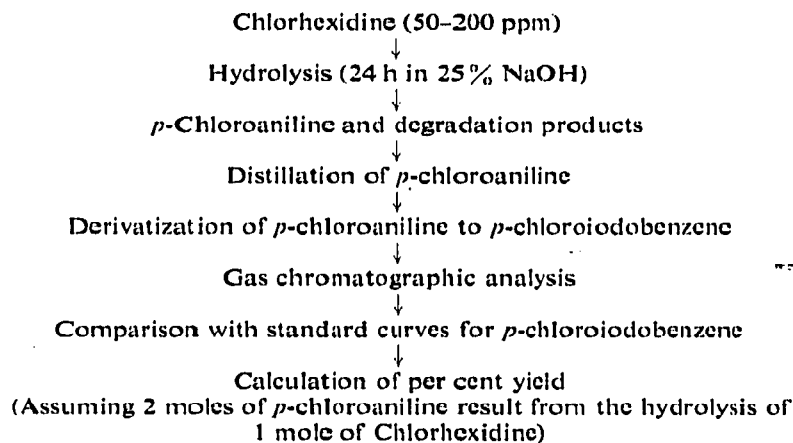 Chlorhexidine (50–200 ppm)
↓
Hydrolysis (24 h in 25% NaOH)
↓
p-Chloroaniline and degradation products
↓
Distillation of p-chloroaniline
↓
Derivatization of p-chloroaniline to p-chloroiodobenzene
↓
Gas chromatographic analysis
↓
Comparison with standard curves for p-chloroiodobenzene
↓
Calculation of per cent yield
(Assuming 2 moles of p-chloroaniline result from the hydrolysis of
1 mole of Chlorhexidine)